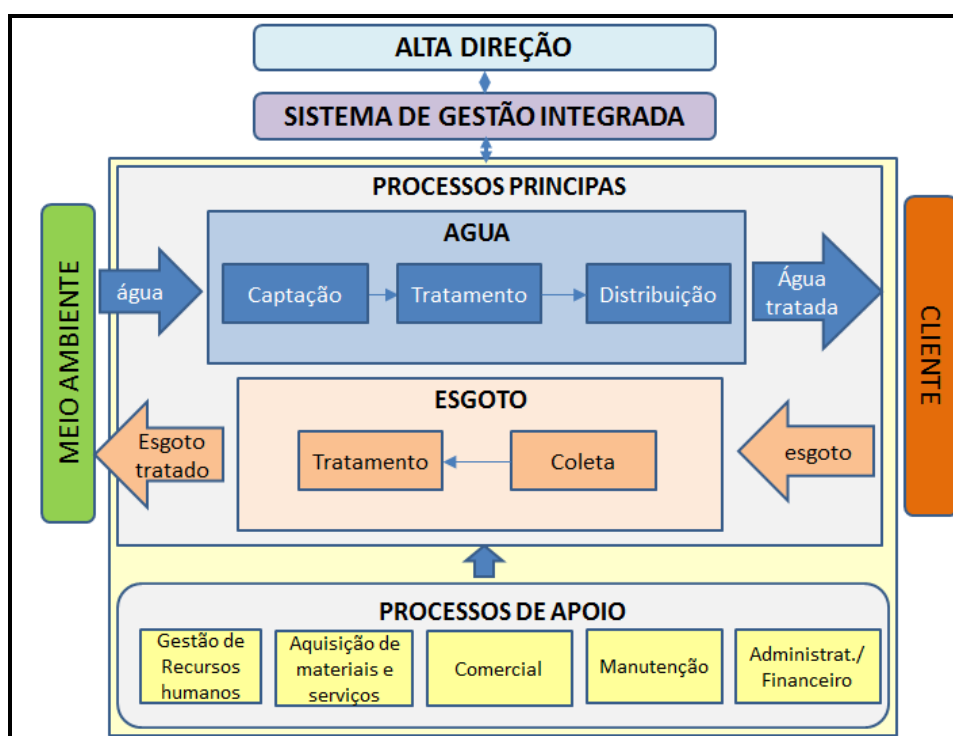 ALTA DIREÇÃO
SISTEMA DE GESTÃO INTEGRADA
PROCESSOS PRINCIPAS
MEIO AMBIENTE
AGUA
água
Captação
Tratamento
Distribuição
Água
tratada
CLIENTE
ESGOTO
Esgoto
tratado
Tratamento
Coleta
esgoto
PROCESSOS DE APOIO
Gestão de
Recursos
humanos
Aquisição de
materiais e
serviços
Comercial
Manutenção
Administrat./
Financeiro